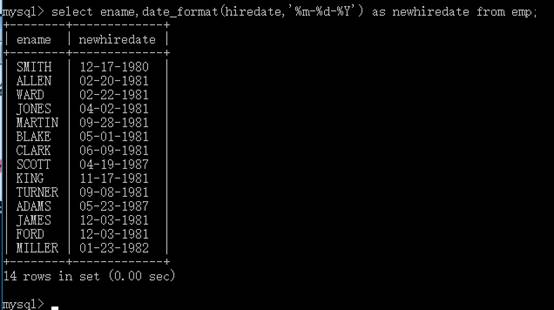 mysql> select ename,date_format(hiredate,'%m-%d-%Y') as newhiredate from emp;
+--------+-------------+
| ename | newhiredate |
+--------+-------------+
| SMITH | 12-17-1980 |
| ALLEN | 02-20-1981 |
| WARD | 02-22-1981 |
| JONES | 04-02-1981 |
| MARTIN | 09-28-1981 |
| BLAKE | 05-01-1981 |
| CLARK | 06-09-1981 |
| SCOTT | 04-19-1987 |
| KING | 11-17-1981 |
| TURNER | 09-08-1981 |
| ADAMS | 05-23-1987 |
| JAMES | 12-03-1981 |
| FORD | 12-03-1981 |
| MILLER | 01-23-1982 |
+--------+-------------+
14 rows in set (0.00 sec)
mysql> _